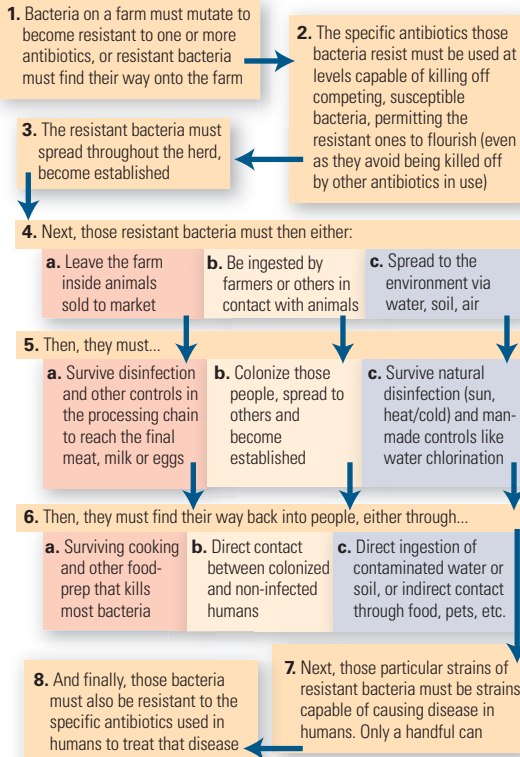 1. Bacteria on a farm must mutate to
become resistant to one or more
antibiotics, or resistant bacteria
must find their way onto the farm
2. The specific antibiotics those
bacteria resist must be used at
levels capable of killing off
competing, susceptible
bacteria, permitting the
resistant ones to flourish (even
as they avoid being killed off
by other antibiotics in use)
3. The resistant bacteria must
spread throughout the herd,
become established
4. Next, those resistant bacteria must then either:
a. Leave the farm
inside animals
sold to market
b. Be ingested by
farmers or others in
contact with animals
c. Spread to the
environment via
water, soil, air
5. Then, they must...
a. Survive disinfection
and other controls in
the processing chain
to reach the final
meat, milk or eggs
b. Colonize those
people, spread to
others and
become
established
c. Survive natural
disinfection (sun,
heat/cold) and man-
made controls like
water chlorination
6. Then, they must find their way back into people, either through...
a. Surviving cooking
and other food-
prep that kills
most bacteria
b. Direct contact
between colonized
and non-infected
humans
c. Direct ingestion of
contaminated water or
soil, or indirect contact
through food, pets, etc.
7. Next, those particular strains of
resistant bacteria must be strains
capable of causing disease in
humans. Only a handful can
8. And finally, those bacteria
must also be resistant to the
specific antibiotics used in
humans to treat that disease